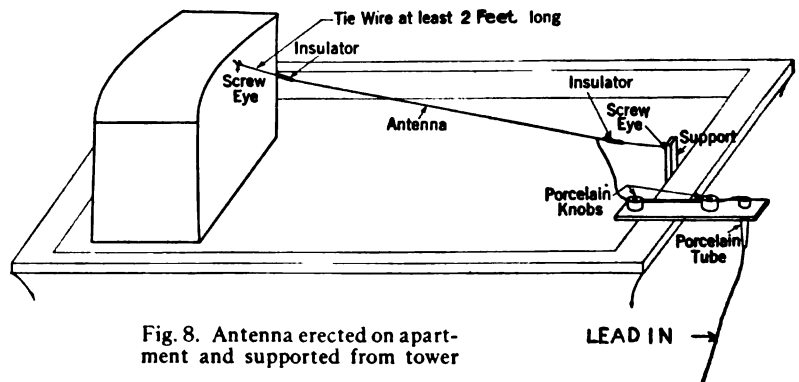 Tie Wire at least 2 Feet long
Insulator
Screw
Eye
Insulator
Screw
Eye
Support
Antenna
Porcelain
Knobs
Porcelain
Tube
LEAD IN
Fig. 8. Antenna erected on apart-
ment and supported from tower